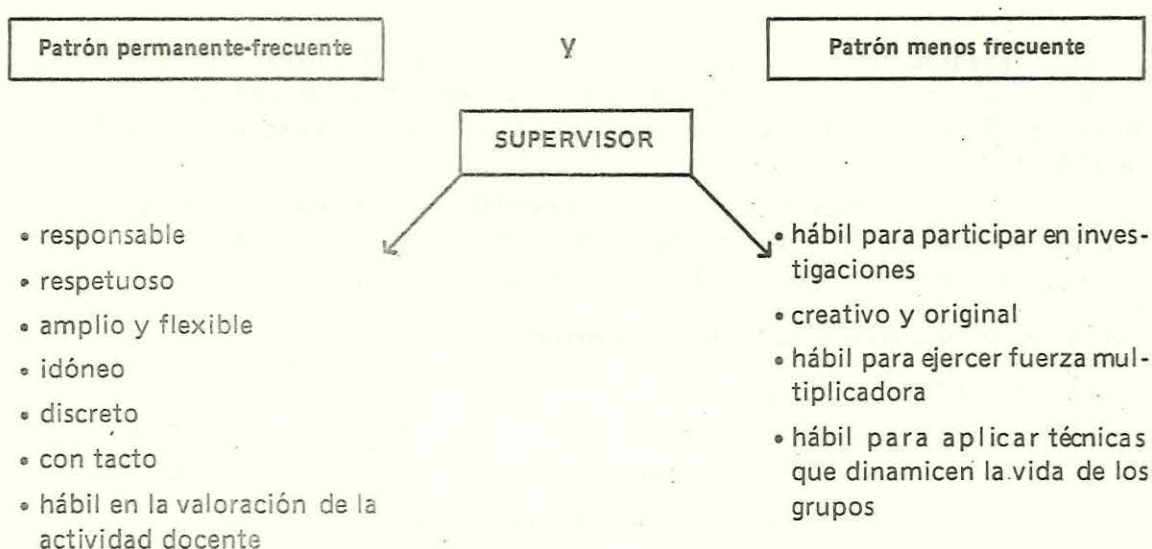 Patrón permanente-frecuente
y
Patrón menos frecuente
SUPERVISOR
• responsable
• respetuoso
• amplio y flexible
• idóneo
• discreto
• con tacto
• hábil en la valoración de la
actividad docente
• hábil para participar en inves-
tigaciones
• creativo y original
• hábil para ejercer fuerza mul-
tiplicadora
• hábil para aplicar técnicas
que dinamicen la vida de los
grupos